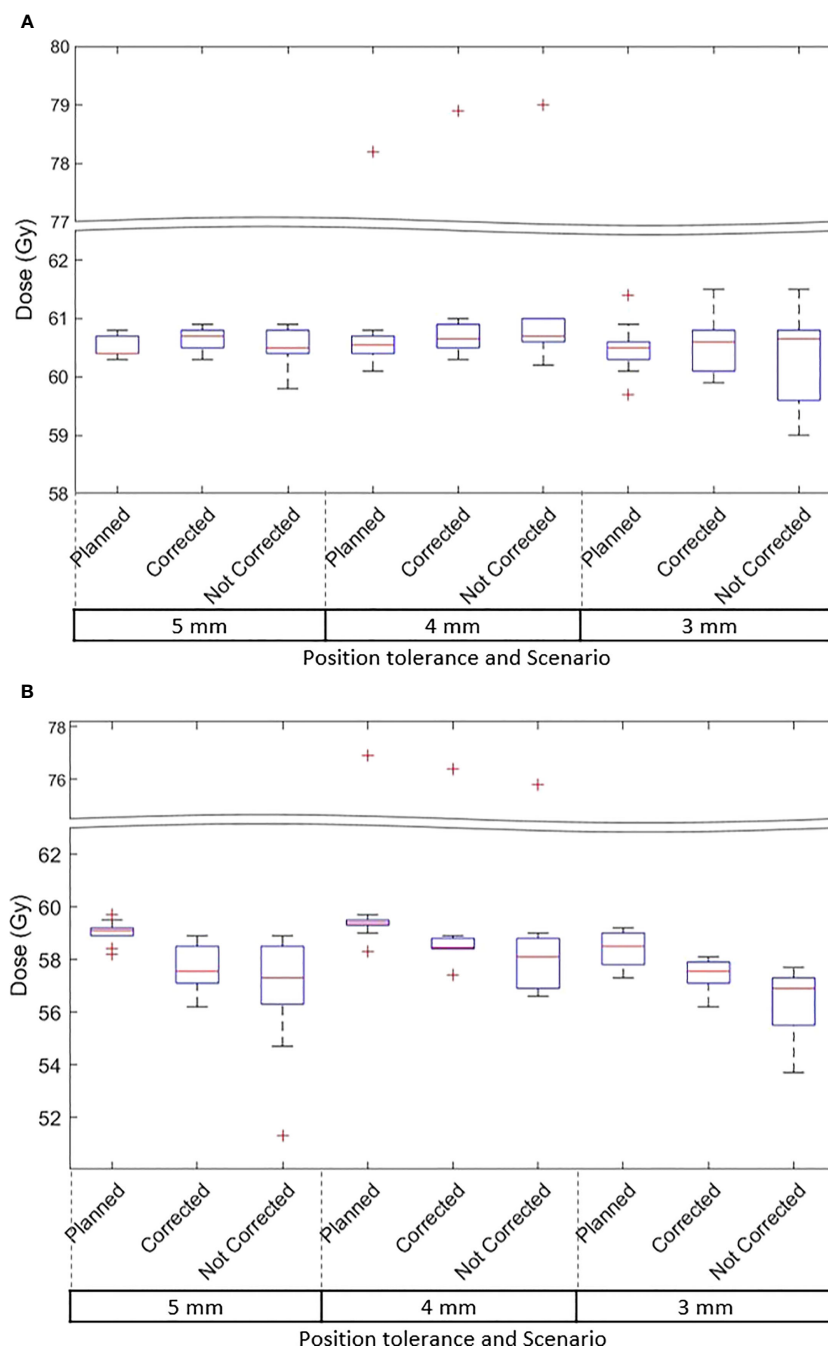 A
80
79
78
77
62
61
60
59
58
Dose (Gy)
Planned
Corrected
Not Corrected
Planned
Corrected
Not Corrected
Planned
Corrected
Not Corrected
5 mm
4 mm
3 mm
Position tolerance and Scenario
B
78
76
62
60
58
56
54
52
Dose (Gy)
Planned
Corrected
Not Corrected
Planned
Corrected
Not Corrected
Planned
Corrected
Not Corrected
5 mm
4 mm
3 mm
Position tolerance and Scenario